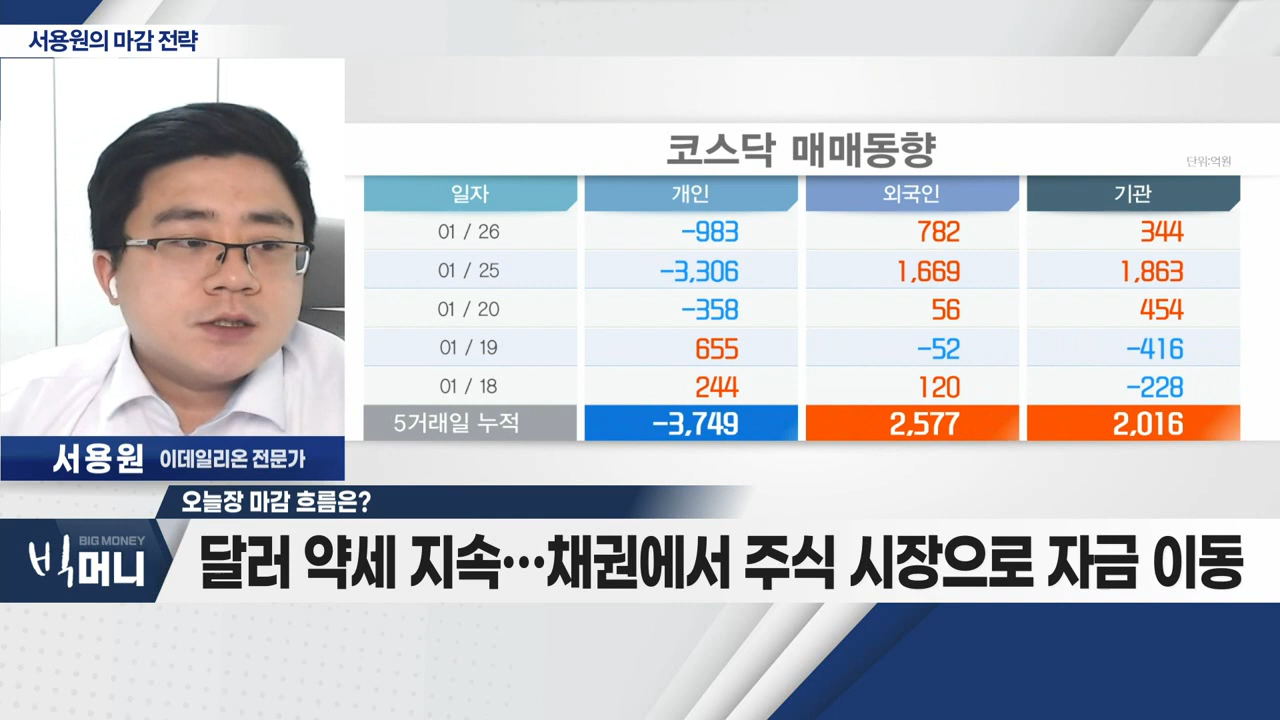 서용원의 마감 전략
코스닥 매매동향
단위:억원
일자 개인 외국인 기관
01 / 26 -983 782 344
01 / 25 -3,306 1,669 1,863
01 / 20 -358 56 454
01 / 19 655 -52 -416
01 / 18 244 120 -228
5거래일 누적 -3,749 2,577 2,016
서용원 이데일리온 전문가
오늘장 마감 흐름은?
BIG MONEY
빅머니
달러 약세 지속…채권에서 주식 시장으로 자금 이동